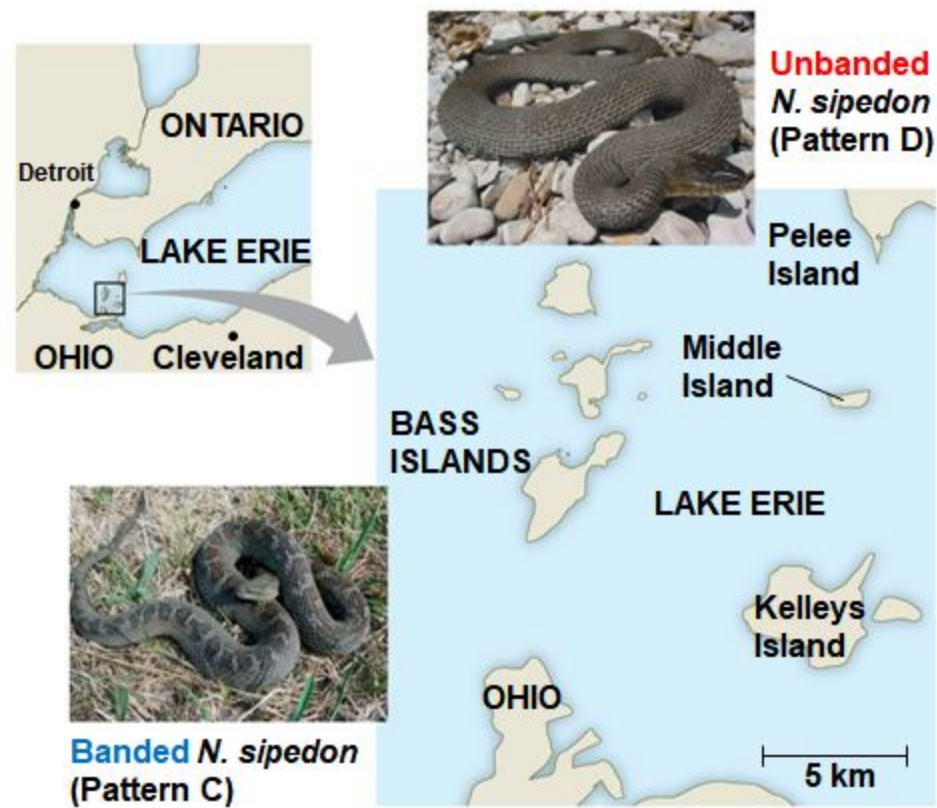 ONTARIO
Detroit
LAKE ERIE
OHIO
Cleveland
Unbanded
N. sipedon
(Pattern D)
Pelee
Island
Middle
Island
BASS
ISLANDS
LAKE ERIE
Kelleys
Island
OHIO
5 km
Banded N. sipedon
(Pattern C)